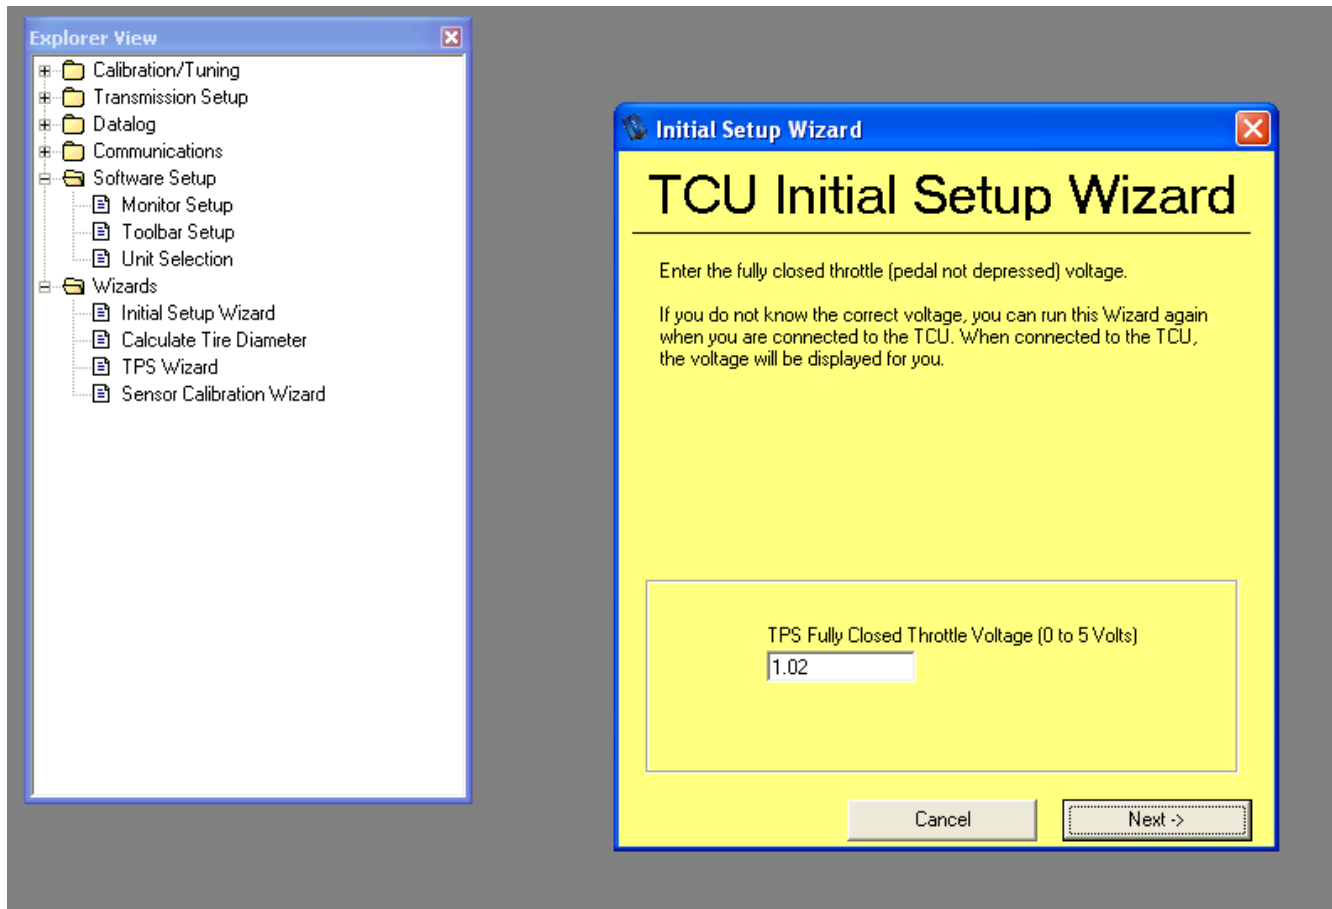 Explorer View
Calibration/Tuning
Transmission Setup
Datalog
Communications
Software Setup
Monitor Setup
Toolbar Setup
Unit Selection
Wizards
Initial Setup Wizard
Calculate Tire Diameter
TPS Wizard
Sensor Calibration Wizard
Initial Setup Wizard
TCU Initial Setup Wizard
Enter the fully closed throttle (pedal not depressed) voltage.
If you do not know the correct voltage, you can run this Wizard again
when you are connected to the TCU. When connected to the TCU,
the voltage will be displayed for you.
TPS Fully Closed Throttle Voltage (0 to 5 Volts)
1.02
Cancel
Next ->